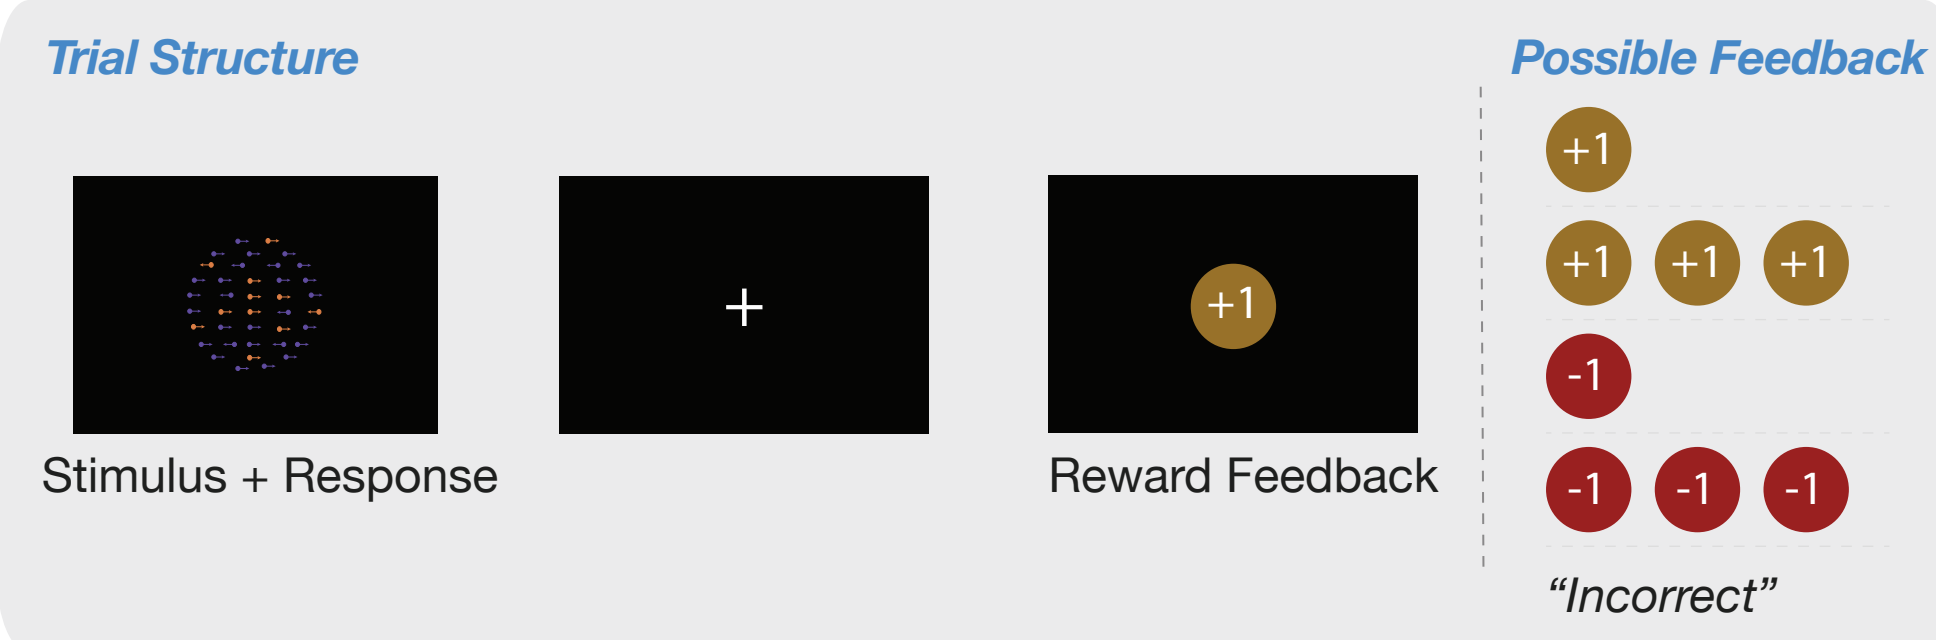 Trial Structure
Possible Feedback
+1
+1 +1 +1
-1
-1 -1 -1
"Incorrect"
+
+1
Stimulus + Response
Reward Feedback